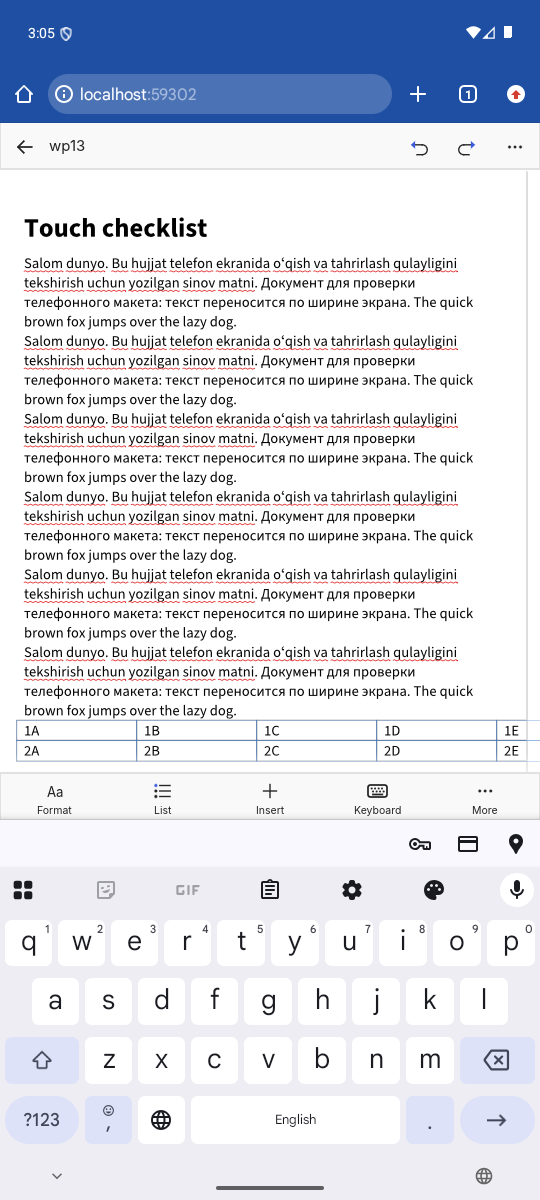 3:05
localhost:59302
1
wp13
Touch checklist
Salom dunyo. Bu hujjat telefon ekranida oʻqish va tahrirlash qulayligini
tekshirish uchun yozilgan sinov matni. Документ для проверки
телефонного макета: текст переносится по ширине экрана. The quick
brown fox jumps over the lazy dog.
Salom dunyo. Bu hujjat telefon ekranida oʻqish va tahrirlash qulayligini
tekshirish uchun yozilgan sinov matni. Документ для проверки
телефонного макета: текст переносится по ширине экрана. The quick
brown fox jumps over the lazy dog.
Salom dunyo. Bu hujjat telefon ekranida oʻqish va tahrirlash qulayligini
tekshirish uchun yozilgan sinov matni. Документ для проверки
телефонного макета: текст переносится по ширине экрана. The quick
brown fox jumps over the lazy dog.
Salom dunyo. Bu hujjat telefon ekranida oʻqish va tahrirlash qulayligini
tekshirish uchun yozilgan sinov matni. Документ для проверки
телефонного макета: текст переносится по ширине экрана. The quick
brown fox jumps over the lazy dog.
Salom dunyo. Bu hujjat telefon ekranida oʻqish va tahrirlash qulayligini
tekshirish uchun yozilgan sinov matni. Документ для проверки
телефонного макета: текст переносится по ширине экрана. The quick
brown fox jumps over the lazy dog.
Salom dunyo. Bu hujjat telefon ekranida oʻqish va tahrirlash qulayligini
tekshirish uchun yozilgan sinov matni. Документ для проверки
телефонного макета: текст переносится по ширине экрана. The quick
brown fox jumps over the lazy dog.
1A 1B 1C 1D 1E
2A 2B 2C 2D 2E
Aa
Format List Insert Keyboard More
GIF
q 1 w 2 e 3 r 4 t 5 y 6 u 7 i 8 o 9 p 0
a s d f g h j k l
z x c v b n m
?123 , English .